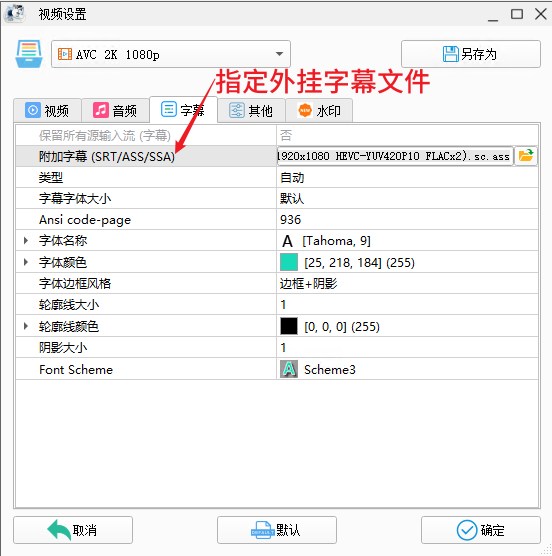 视频设置
AVC 2K 1080p
另存为
指定外挂字幕文件
视频 音频 字幕 其他 水印
保留所有源输入流 (字幕) 否
附加字幕 (SRT/ASS/SSA) 1920x1080 HEVC-YUV420P10 FLACx2).sc.ass
类型 自动
字幕字体大小 默认
Ansi code-page 936
字体名称 A [Tahoma, 9]
字体颜色 [25, 218, 184] (255)
字体边框风格 边框+阴影
轮廓线大小 1
轮廓线颜色 [0, 0, 0] (255)
阴影大小 1
Font Scheme A Scheme3
取消 默认 确定